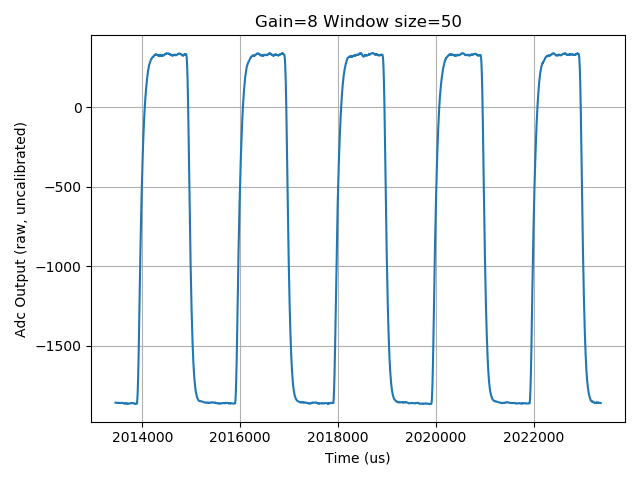 Gain=8 Window size=50
Adc Output (raw, uncalibrated)
0
−500
−1000
−1500
2014000 2016000 2018000 2020000 2022000
Time (us)